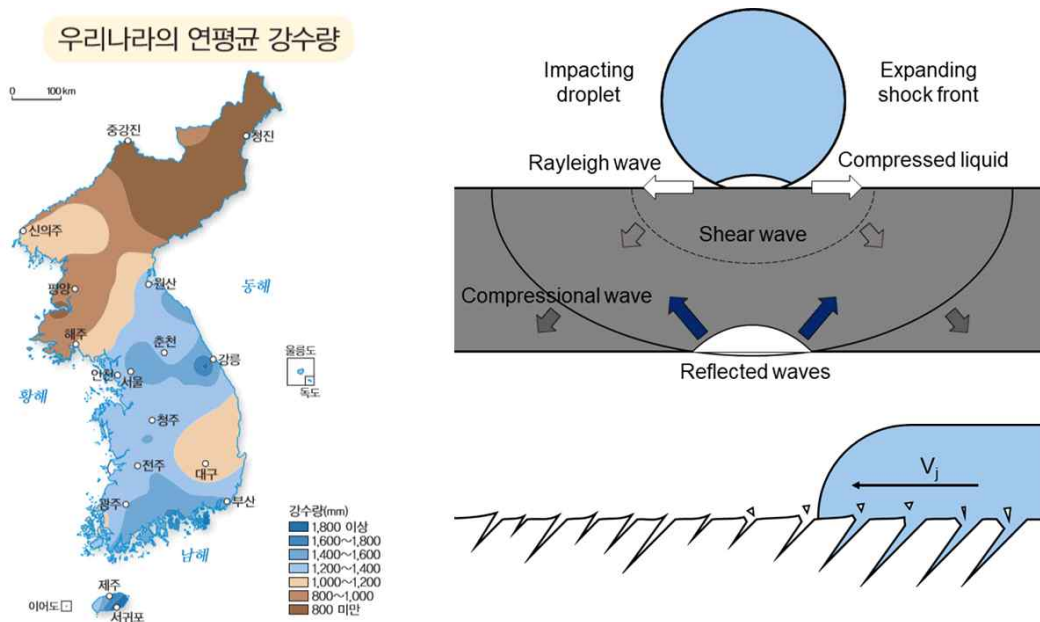 우리나라의 연평균 강수량
0 100 km
중강진
청진
신의주
평양
원산
동해
해주
춘천
강릉
울릉도
독도
안천
서울
황해
청주
전주
대구
광주
부산
남해
제주
이어도
서귀포
강수량(mm)
1,800 이상
1,600~1,800
1,400~1,600
1,200~1,400
1,000~1,200
800~1,000
800 미만
Impacting
droplet
Expanding
shock front
Rayleigh wave
Compressed liquid
Shear wave
Compressional wave
Reflected waves
Vj